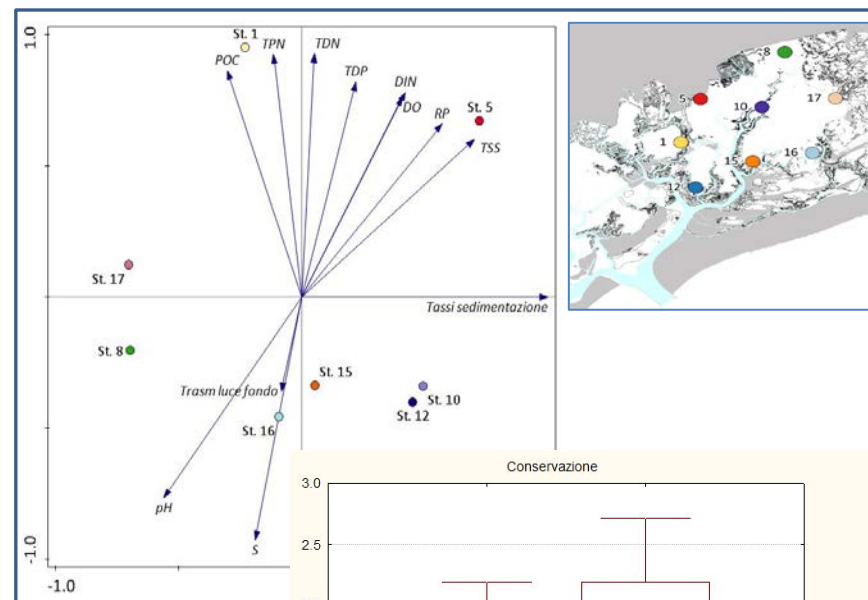 1.0
St. 1
TPN
TDN
POC
TDP
DIN
DO
St. 5
RP
TSS
St. 17
Tassi sedimentazione
St. 8
St. 15
Trasm luce fondo
St. 10
St. 12
St. 16
pH
S
-1.0
-1.0
8
5
10
17
1
15
16
12
Conservazione
3.0
2.5